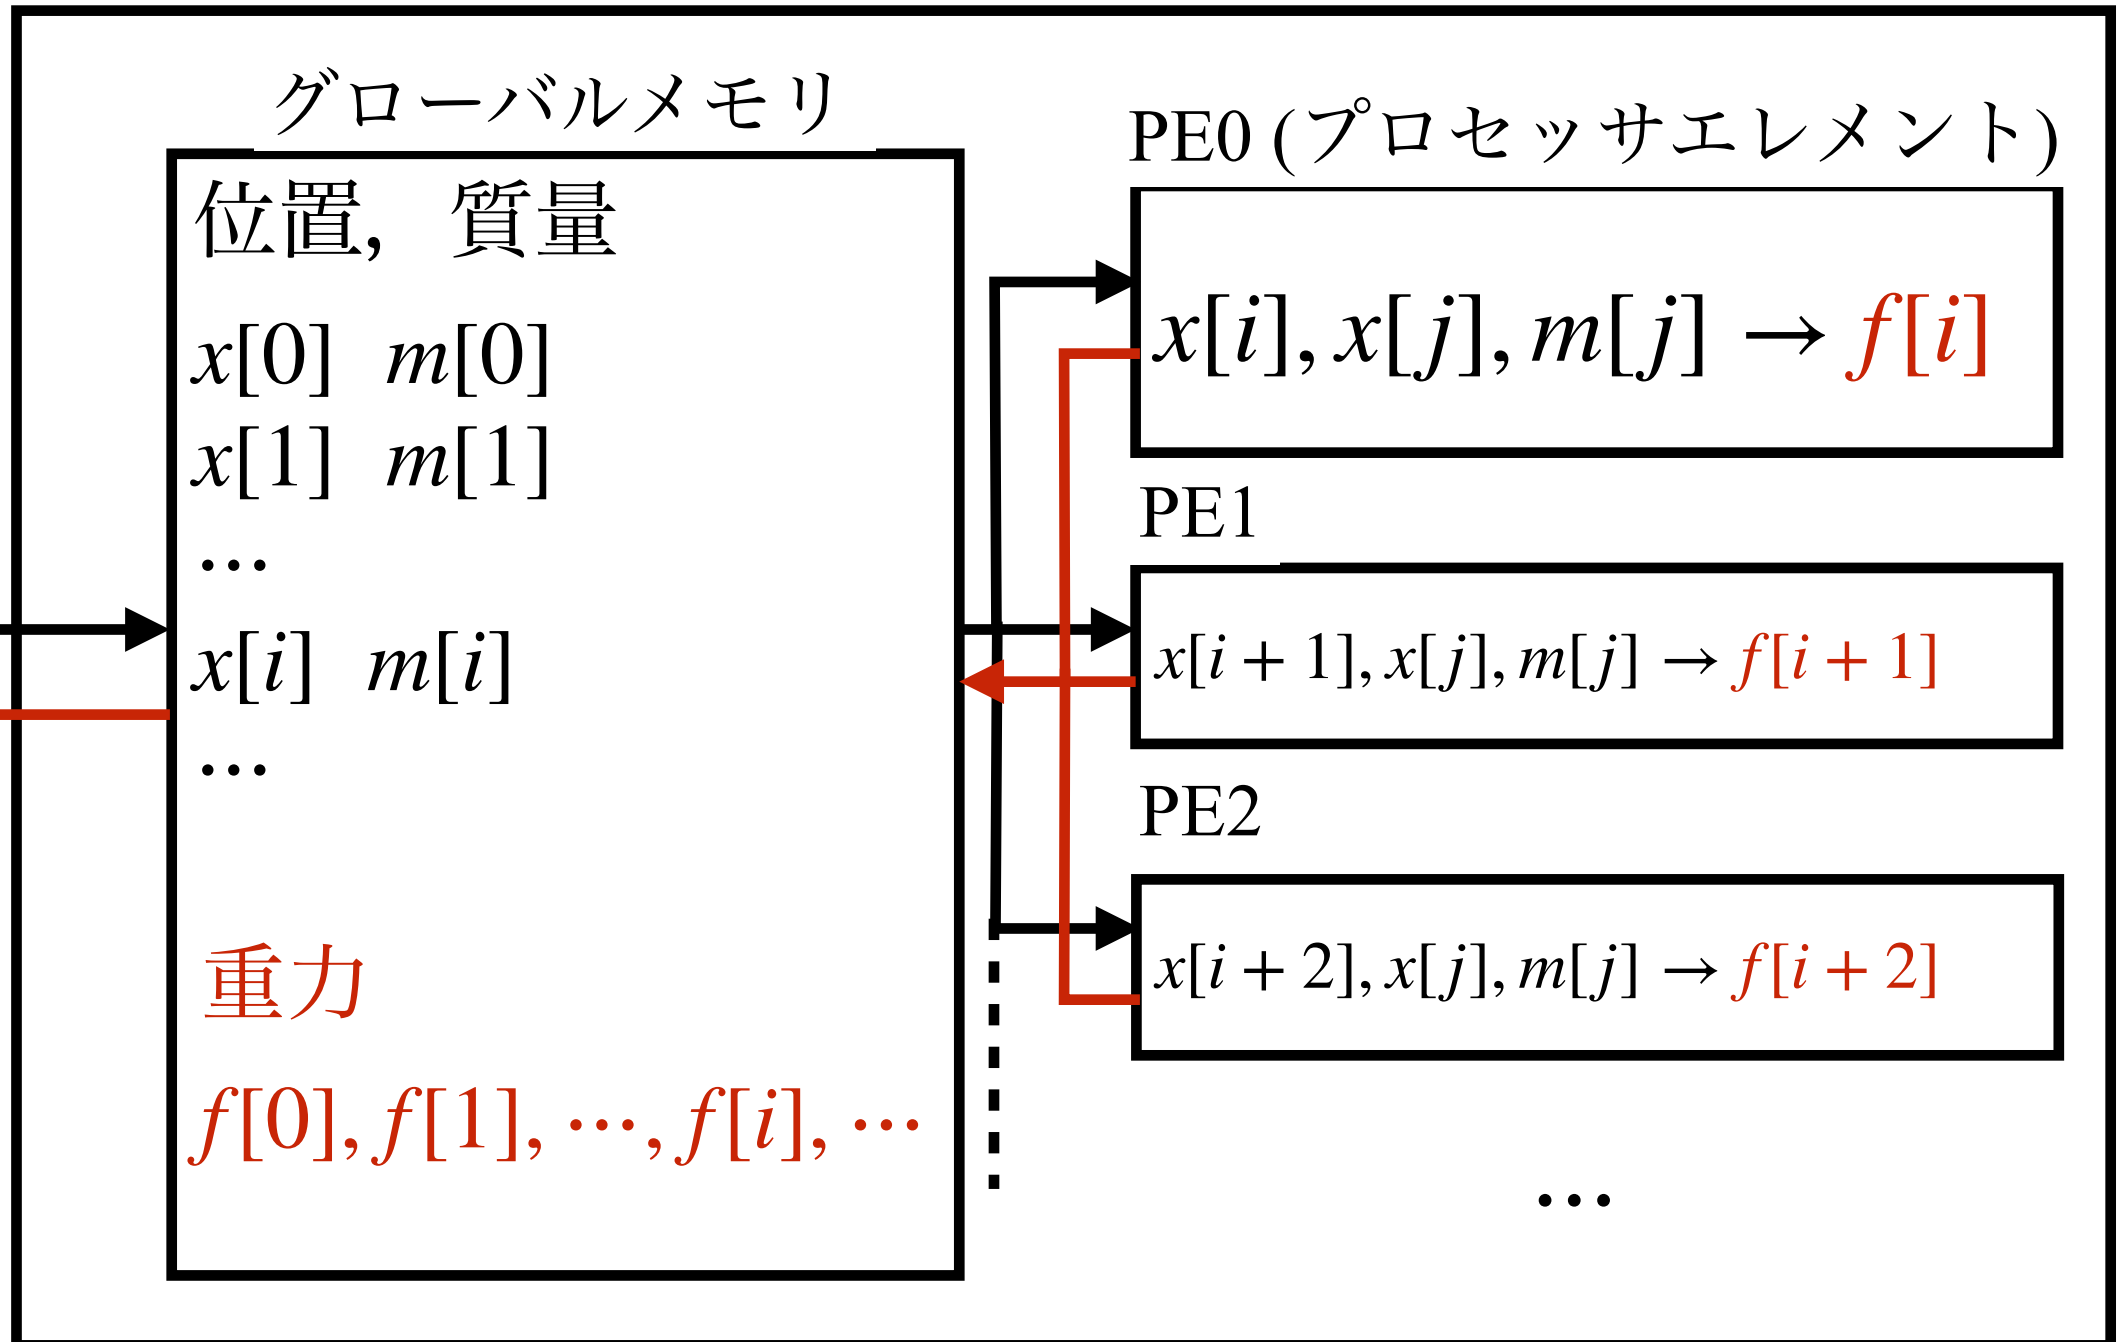 グローバルメモリ
位置, 質量
x[0] m[0]
x[1] m[1]
…
x[i] m[i]
…
重力
f[0], f[1], …, f[i], …
PE0 (プロセッサエレメント)
x[i], x[j], m[j] → f[i]
PE1
x[i + 1], x[j], m[j] → f[i + 1]
PE2
x[i + 2], x[j], m[j] → f[i + 2]
…